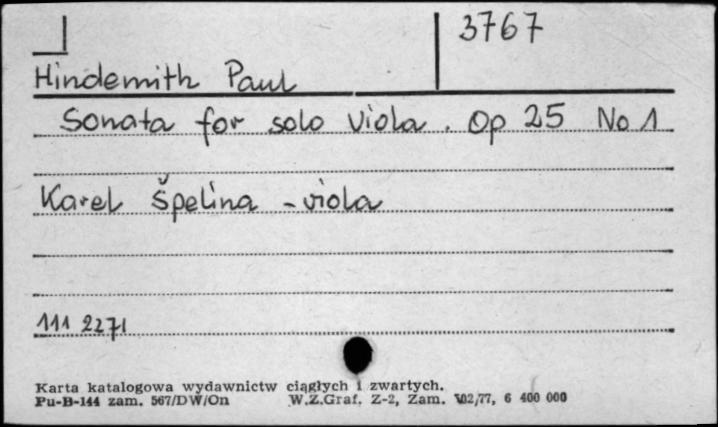 3767
Hindemith Paul
Sonata for solo viola. Op 25 No 1
Karel Špelina - viola
111 2271
Karta katalogowa wydawnictw ciągłych i zwartych.
Pu-B-144 zam. 567/DW/On W.Z.Graf. Z-2, Zam. 102/77, 6 400 000